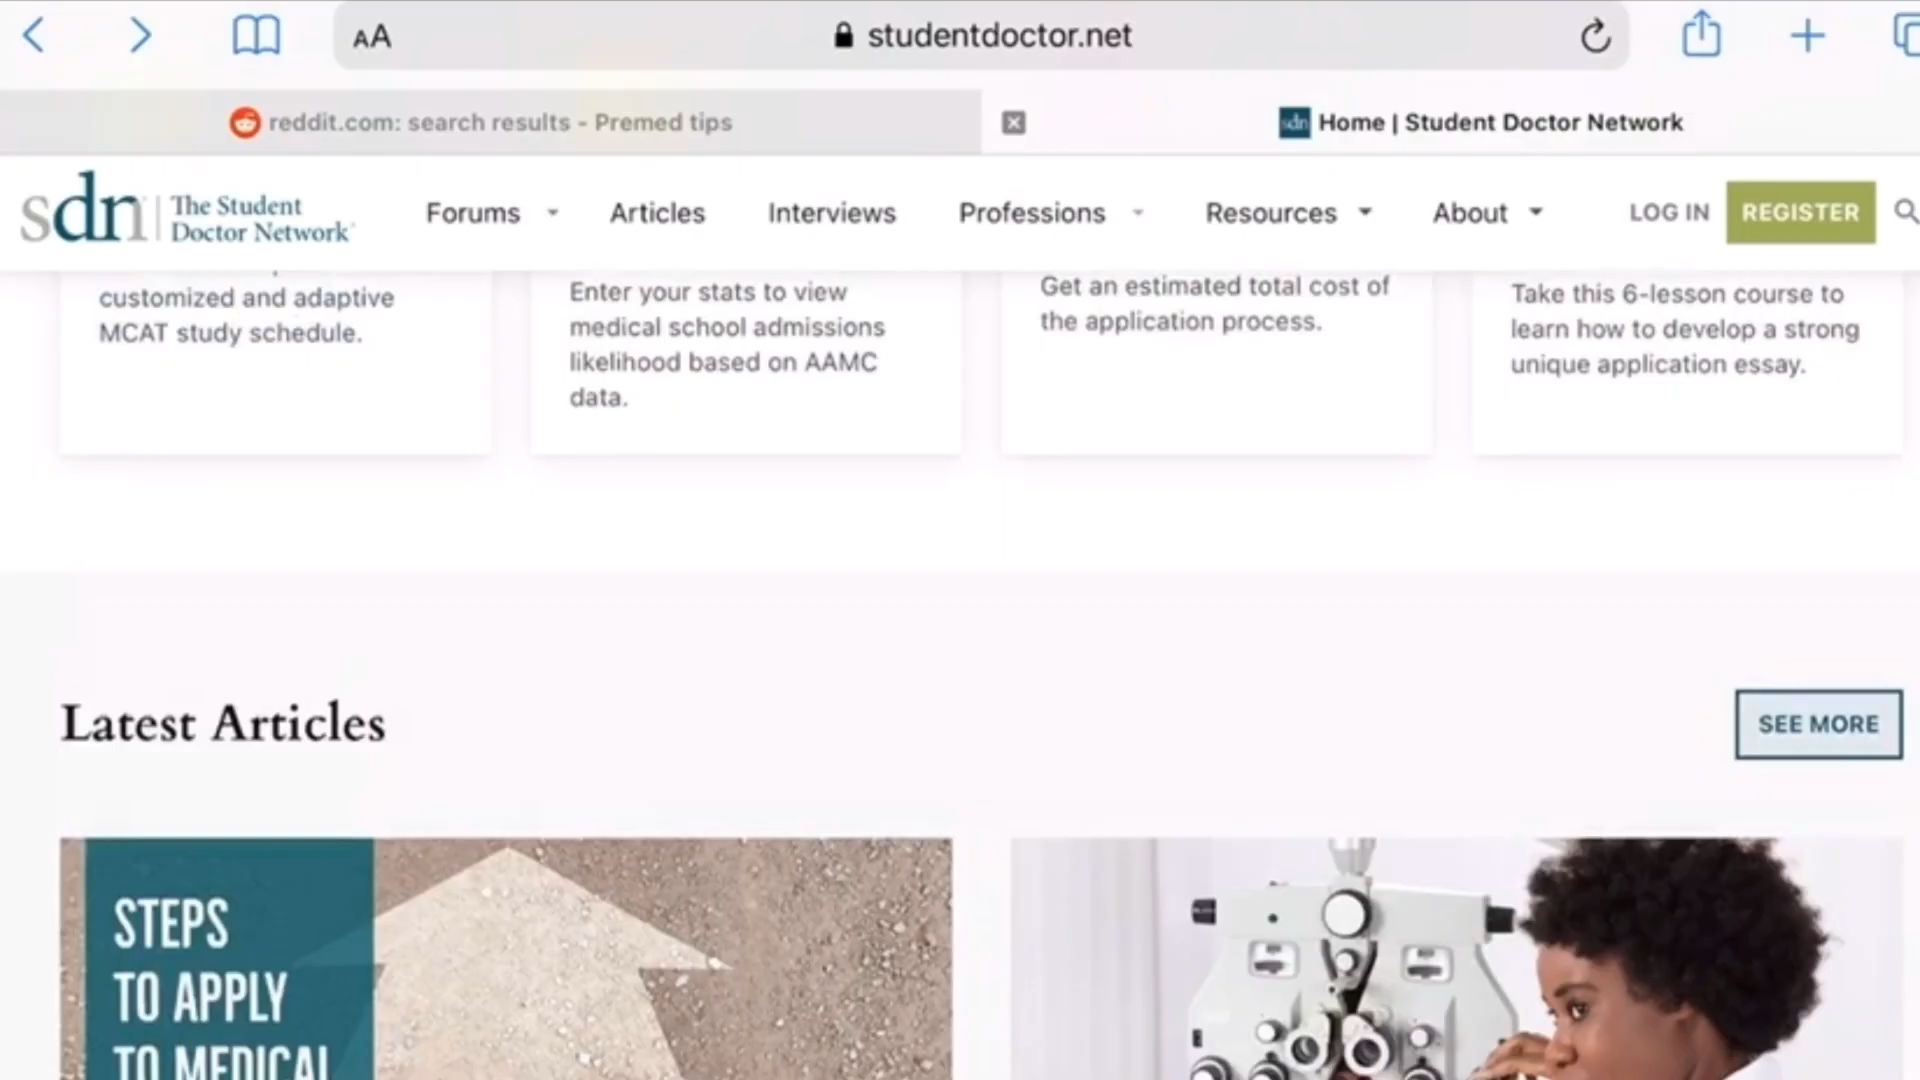 AA
studentdoctor.net
reddit.com: search results - Premed tips
sdn Home | Student Doctor Network
sdn
The Student
Doctor Network
Forums
Articles
Interviews
Professions
Resources
About
LOG IN
REGISTER
customized and adaptive
MCAT study schedule.
Enter your stats to view
medical school admissions
likelihood based on AAMC
data.
Get an estimated total cost of
the application process.
Take this 6-lesson course to
learn how to develop a strong
unique application essay.
Latest Articles
SEE MORE
STEPS
TO APPLY
TO MEDICAL